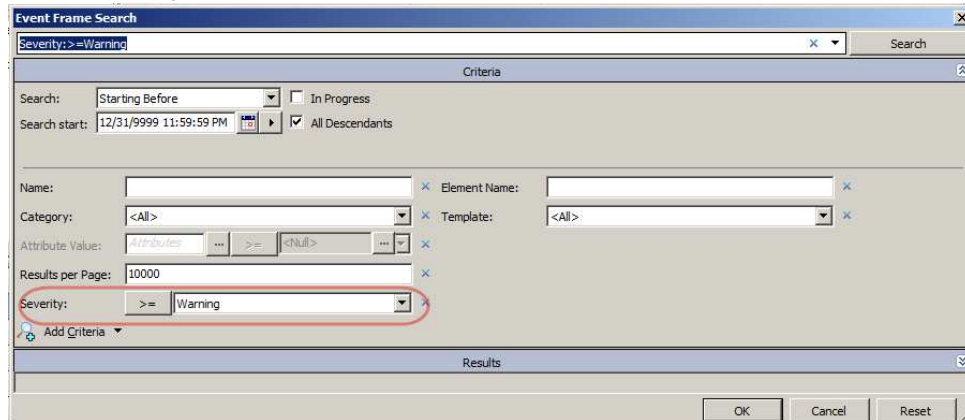 Event Frame Search
Severity:>=Warning Search
Criteria
Search: Starting Before In Progress
Search start: 12/31/9999 11:59:59 PM All Descendants
Name: Element Name:
Category: <All> Template: <All>
Attribute Value: Attributes ... >= <Null> ...
Results per Page: 10000
Severity: >= Warning
Add Criteria
Results
OK Cancel Reset